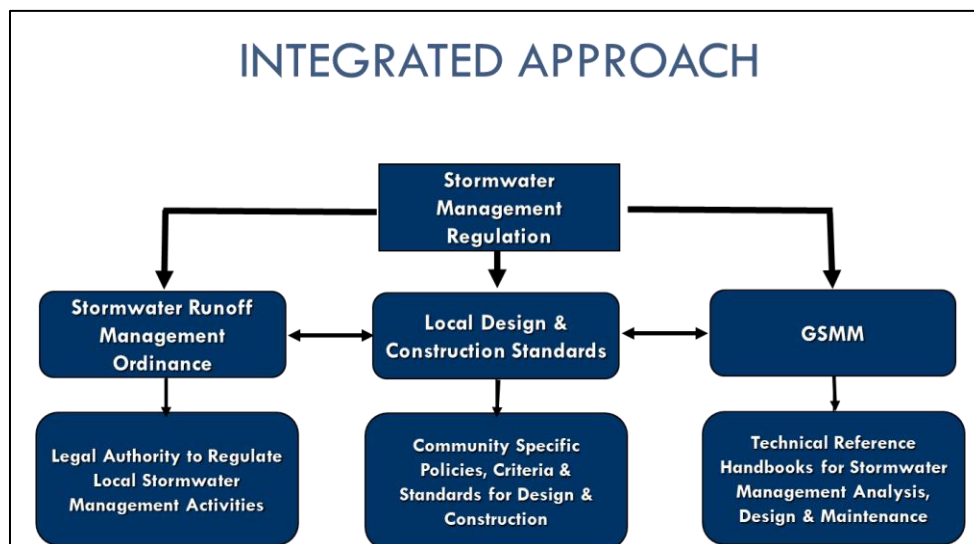 INTEGRATED APPROACH
Stormwater
Management
Regulation
Stormwater Runoff
Management
Ordinance
Local Design &
Construction Standards
GSMM
Legal Authority to Regulate
Local Stormwater
Management Activities
Community Specific
Policies, Criteria &
Standards for Design &
Construction
Technical Reference
Handbooks for Stormwater
Management Analysis,
Design & Maintenance